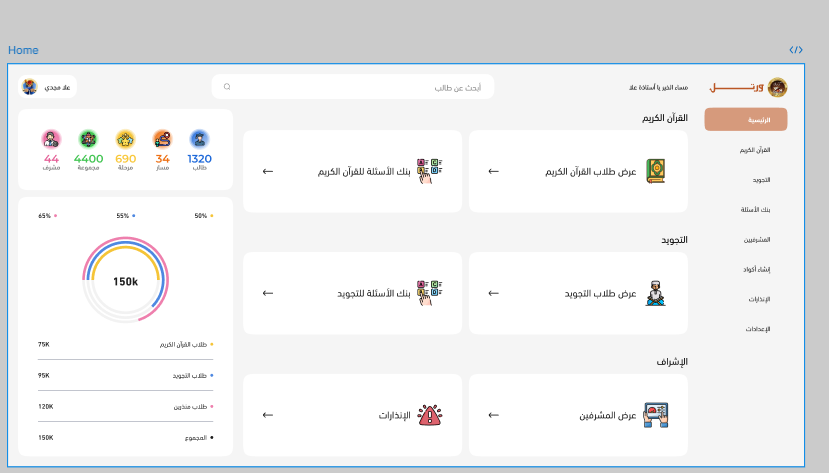 Home
</>
ورتــل
الرئيسية
القرآن الكريم
التجويد
بنك الأسئلة
المشرفيين
إنشاء أكواد
الإنذارات
الإعدادات
مساء الخير يا أستاذة علا
أبحث عن طالب
علا مجدي
القرآن الكريم
عرض طلاب القرآن الكريم
بنك الأسئلة للقرآن الكريم
التجويد
عرض طلاب التجويد
بنك الأسئلة للتجويد
الإشراف
عرض المشرفين
الإنذارات
1320 34 690 4400 44
طالب مسار مرحلة مجموعة مشرف
50% 55% 65%
150k
طلاب القرآن الكريم 75K
طلاب التجويد 95K
طلاب منذرين 120K
المجموع 150K